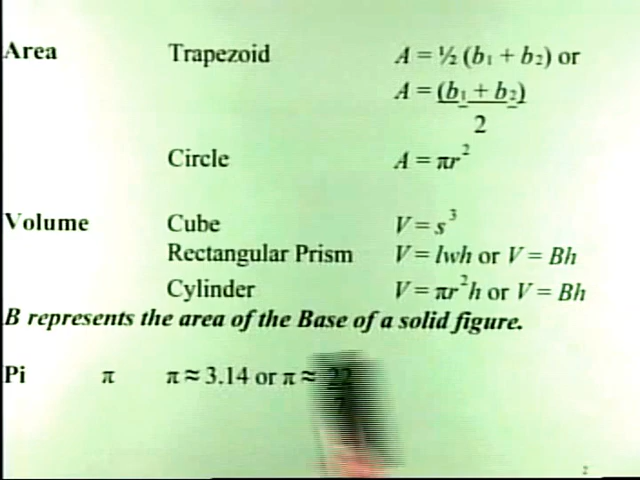 Area Trapezoid A = ½ (b₁ + b₂) or
A = (b₁ + b₂)
2
Circle A = πr²
Volume Cube V = s³
Rectangular Prism V = lwh or V = Bh
Cylinder V = πr²h or V = Bh
B represents the area of the Base of a solid figure.
Pi π π ≈ 3.14 or π ≈ 22
7
2